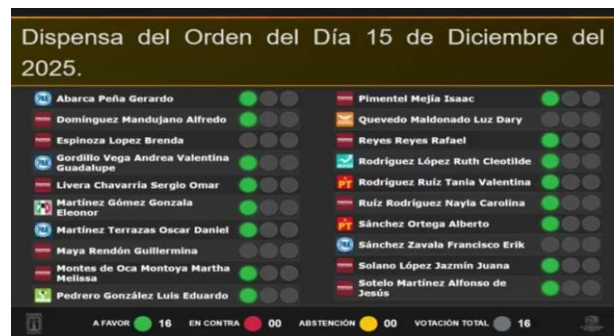 Dispensa del Orden del Día 15 de Diciembre del
2025.
Abarca Peña Gerardo
Domínguez Mandujano Alfredo
Espinoza Lopez Brenda
Gordillo Vega Andrea Valentina
Guadalupe
Livera Chavarría Sergio Omar
Martínez Gómez Gonzala
Eleonor
Martínez Terrazas Oscar Daniel
Maya Rendón Guillermina
Montes de Oca Montoya Martha
Melissa
Pedrero González Luis Eduardo
Pimentel Mejía Isaac
Quevedo Maldonado Luz Dary
Reyes Reyes Rafael
Rodríguez López Ruth Cleotilde
PT Rodríguez Ruíz Tania Valentina
Ruíz Rodríguez Nayla Carolina
PT Sánchez Ortega Alberto
Sánchez Zavala Francisco Erik
Solano López Jazmín Juana
Sotelo Martínez Alfonso de
Jesús
A FAVOR 16 EN CONTRA 00 ABSTENCIÓN 00 VOTACIÓN TOTAL 16